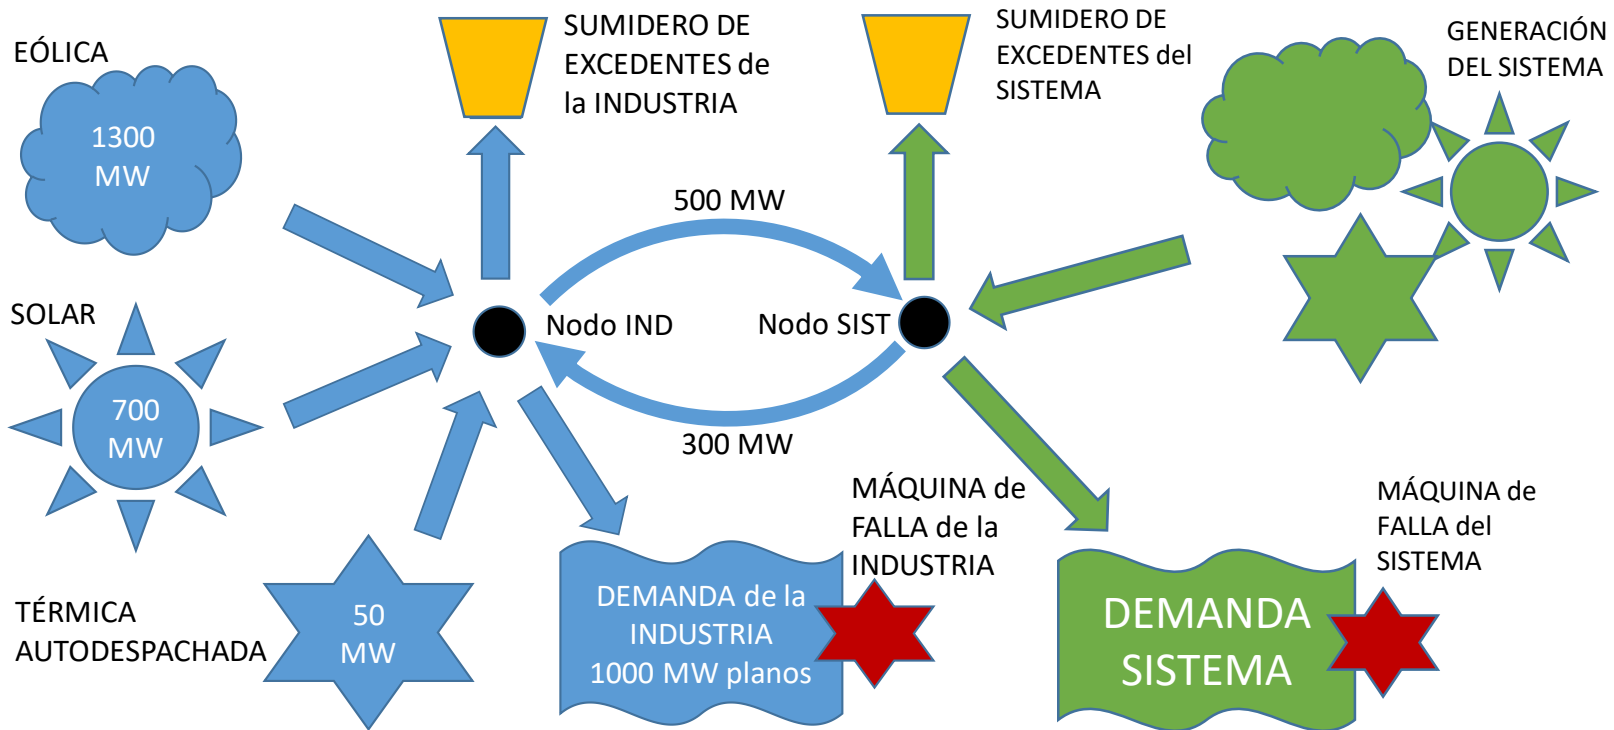 EÓLICA
1300
MW
SUMIDERO DE
EXCEDENTES de
la INDUSTRIA
SUMIDERO DE
EXCEDENTES del
SISTEMA
GENERACIÓN
DEL SISTEMA
500 MW
SOLAR
700
MW
Nodo IND
Nodo SIST
300 MW
TÉRMICA
AUTODESPACHADA
50
MW
MÁQUINA de
FALLA de la
INDUSTRIA
DEMANDA de la
INDUSTRIA
1000 MW planos
MÁQUINA de
FALLA del
SISTEMA
DEMANDA
SISTEMA